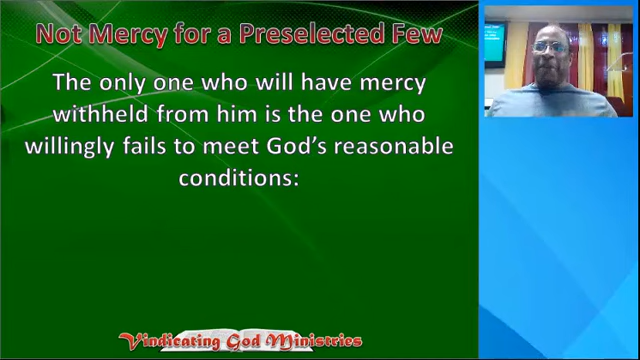 Not Mercy for a Preselected Few
The only one who will have mercy
withheld from him is the one who
willingly fails to meet God's reasonable
conditions:
Vindicating God Ministries